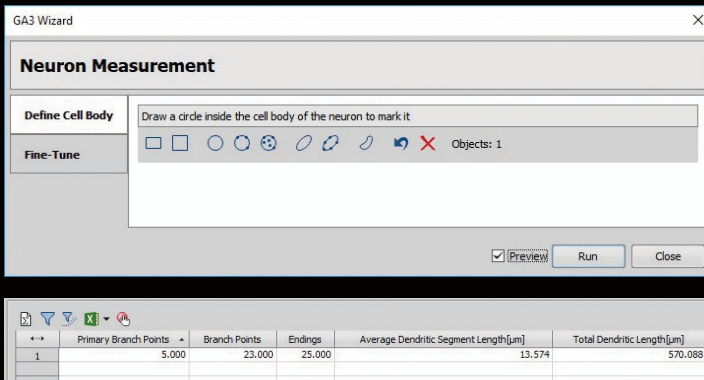 GA3 Wizard
Neuron Measurement
Define Cell Body
Draw a circle inside the cell body of the neuron to mark it
Objects: 1
Fine-Tune
Preview Run Close
Primary Branch Points Branch Points Endings Average Dendritic Segment Length[µm] Total Dendritic Length[µm]
1 5.000 23.000 25.000 13.574 570.088